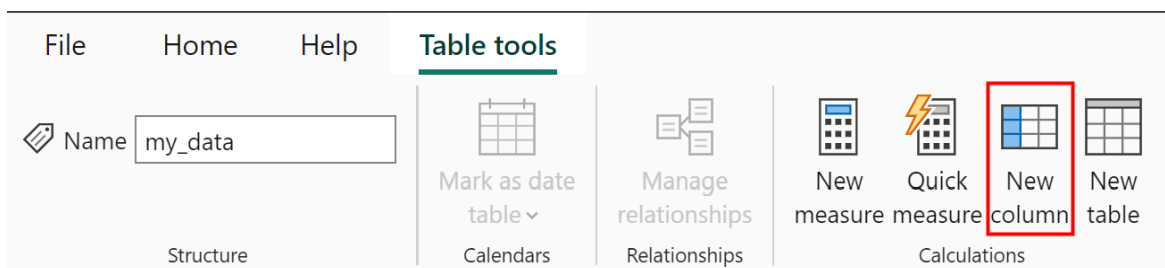 File Home Help Table tools
Name my_data
Mark as date
table
Manage
relationships
New
measure
Quick
measure
New
column
New
table
Structure Calendars Relationships Calculations